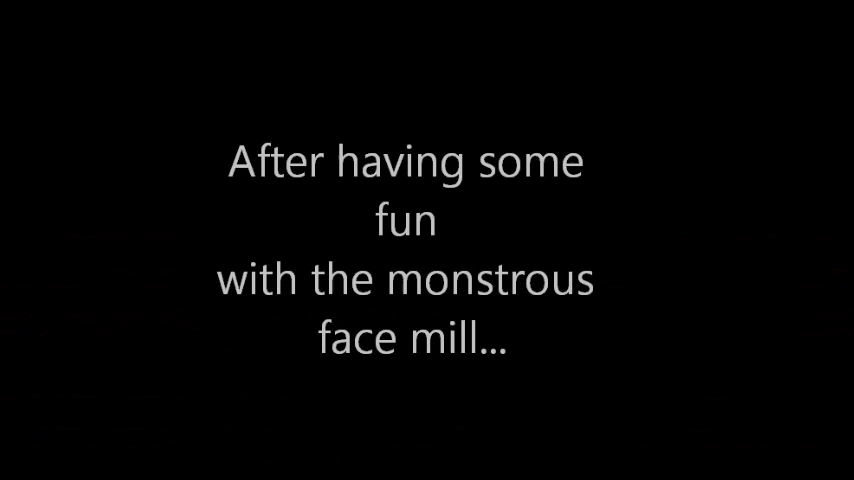 After having some
fun
with the monstrous
face mill...